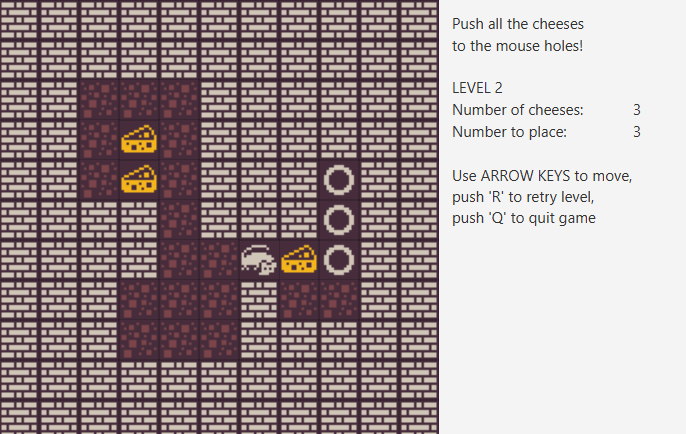 Push all the cheeses
to the mouse holes!
LEVEL 2
Number of cheeses: 3
Number to place: 3
Use ARROW KEYS to move,
push 'R' to retry level,
push 'Q' to quit game